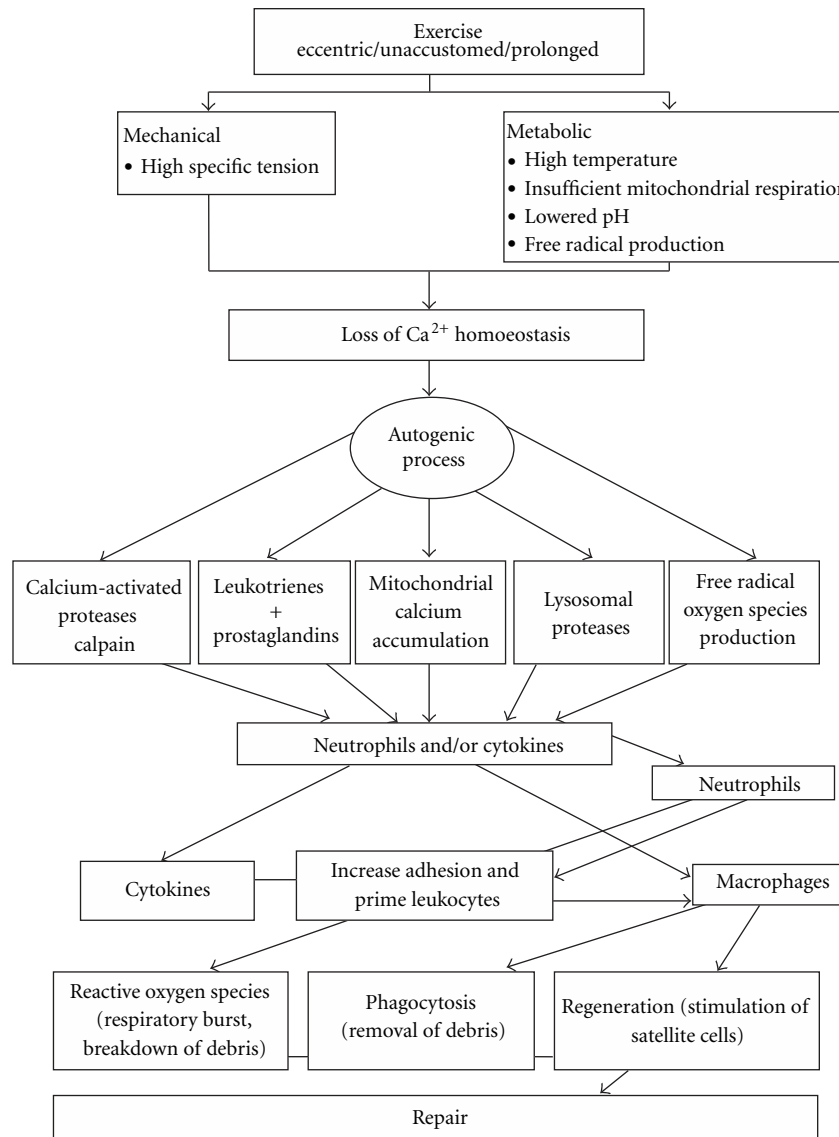 Exercise
eccentric/unaccustomed/prolonged
Mechanical
• High specific tension
Metabolic
• High temperature
• Insufficient mitochondrial respiration
• Lowered pH
• Free radical production
Loss of Ca²⁺ homoeostasis
Autogenic
process
Calcium-activated
proteases
calpain
Leukotrienes
+
prostaglandins
Mitochondrial
calcium
accumulation
Lysosomal
proteases
Free radical
oxygen species
production
Neutrophils and/or cytokines
Neutrophils
Cytokines
Increase adhesion and
prime leukocytes
Macrophages
Reactive oxygen species
(respiratory burst,
breakdown of debris)
Phagocytosis
(removal of debris)
Regeneration (stimulation of
satellite cells)
Repair